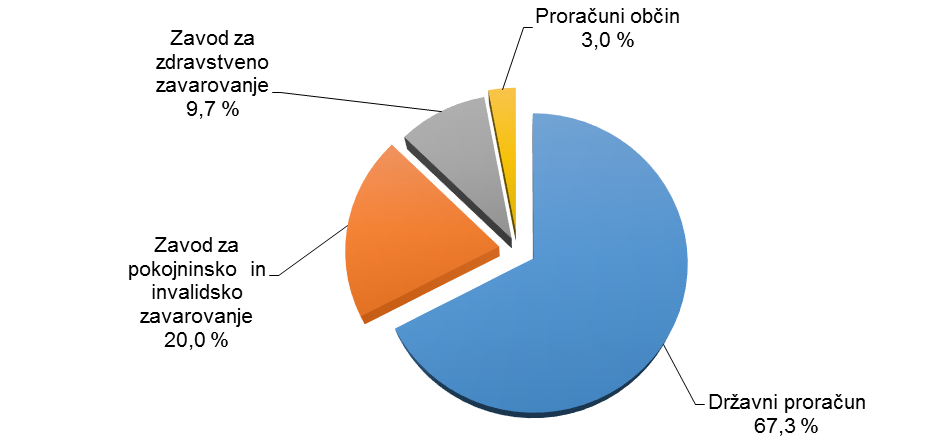 Proračuni občin
3,0 %
Zavod za
zdravstveno
zavarovanje
9,7 %
Zavod za
pokojninsko in
invalidsko
zavarovanje
20,0 %
Državni proračun
67,3 %